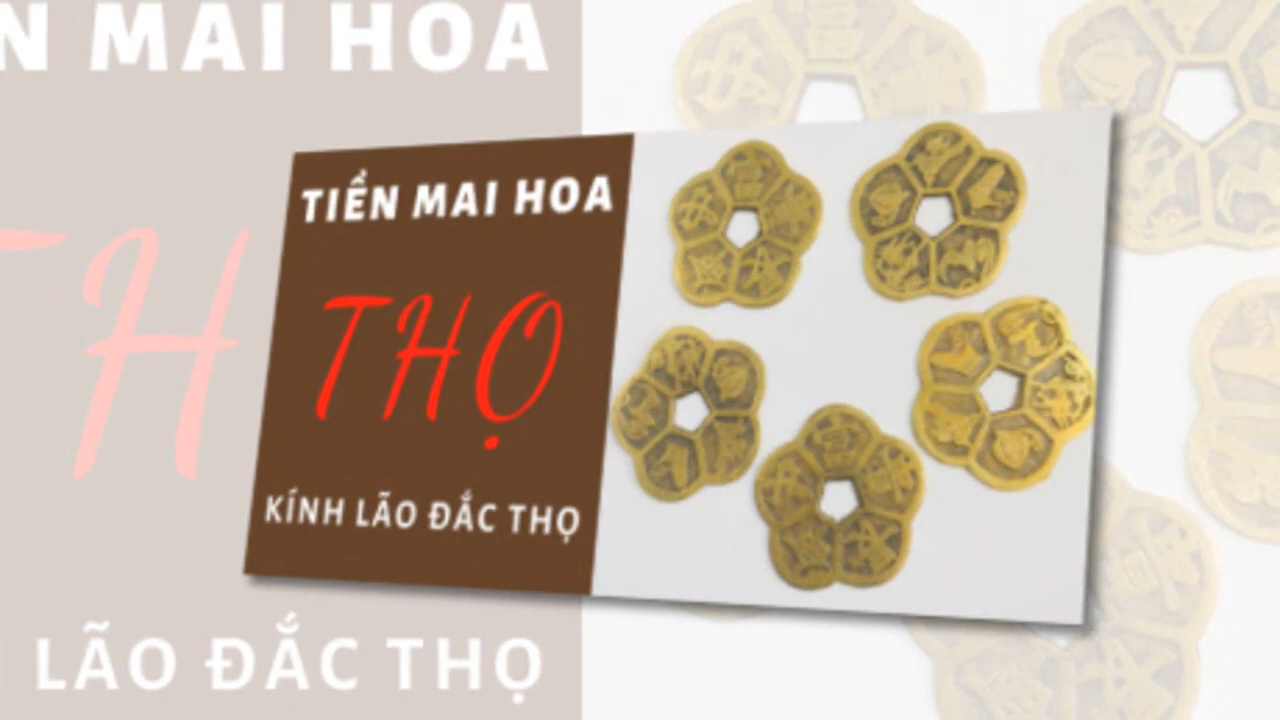 N MAI HOA
TIỀN MAI HOA
TH
THỌ
KÍNH LÃO ĐẮC THỌ
LÃO ĐẮC THỌ